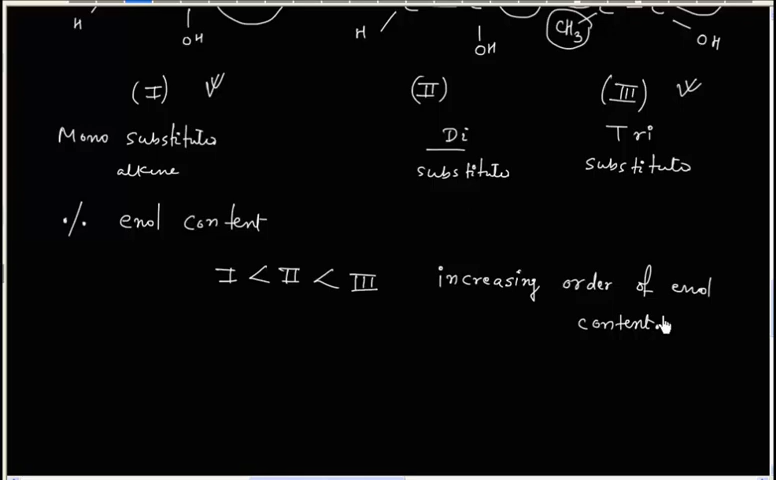 H
OH
H
OH
CH3
OH
(I)
(II)
(III)
Mono substitute
Di
Tri
alkene
substitute
substitute
·/. enol content
I < II < III increasing order of enol
content.